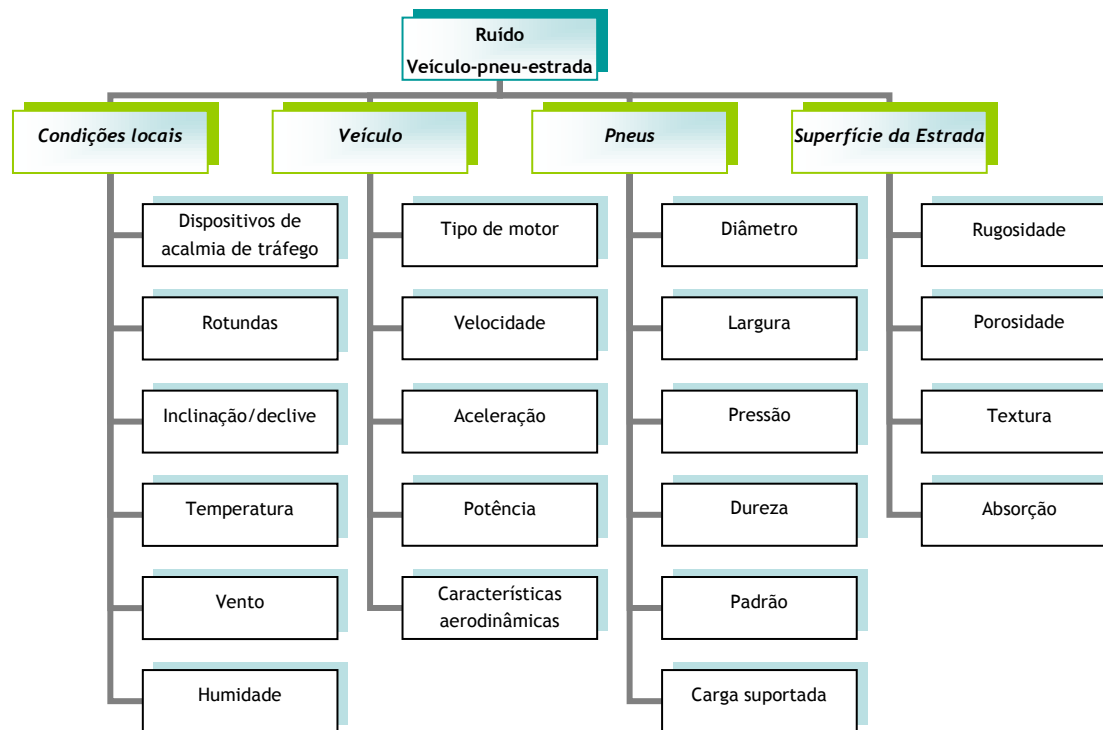 Ruído
Veículo-pneu-estrada
Condições locais
Veículo
Pneus
Superfície da Estrada
Dispositivos de
acalmia de tráfego
Rotundas
Inclinação/declive
Temperatura
Vento
Humidade
Tipo de motor
Velocidade
Aceleração
Potência
Características
aerodinâmicas
Diâmetro
Largura
Pressão
Dureza
Padrão
Carga suportada
Rugosidade
Porosidade
Textura
Absorção